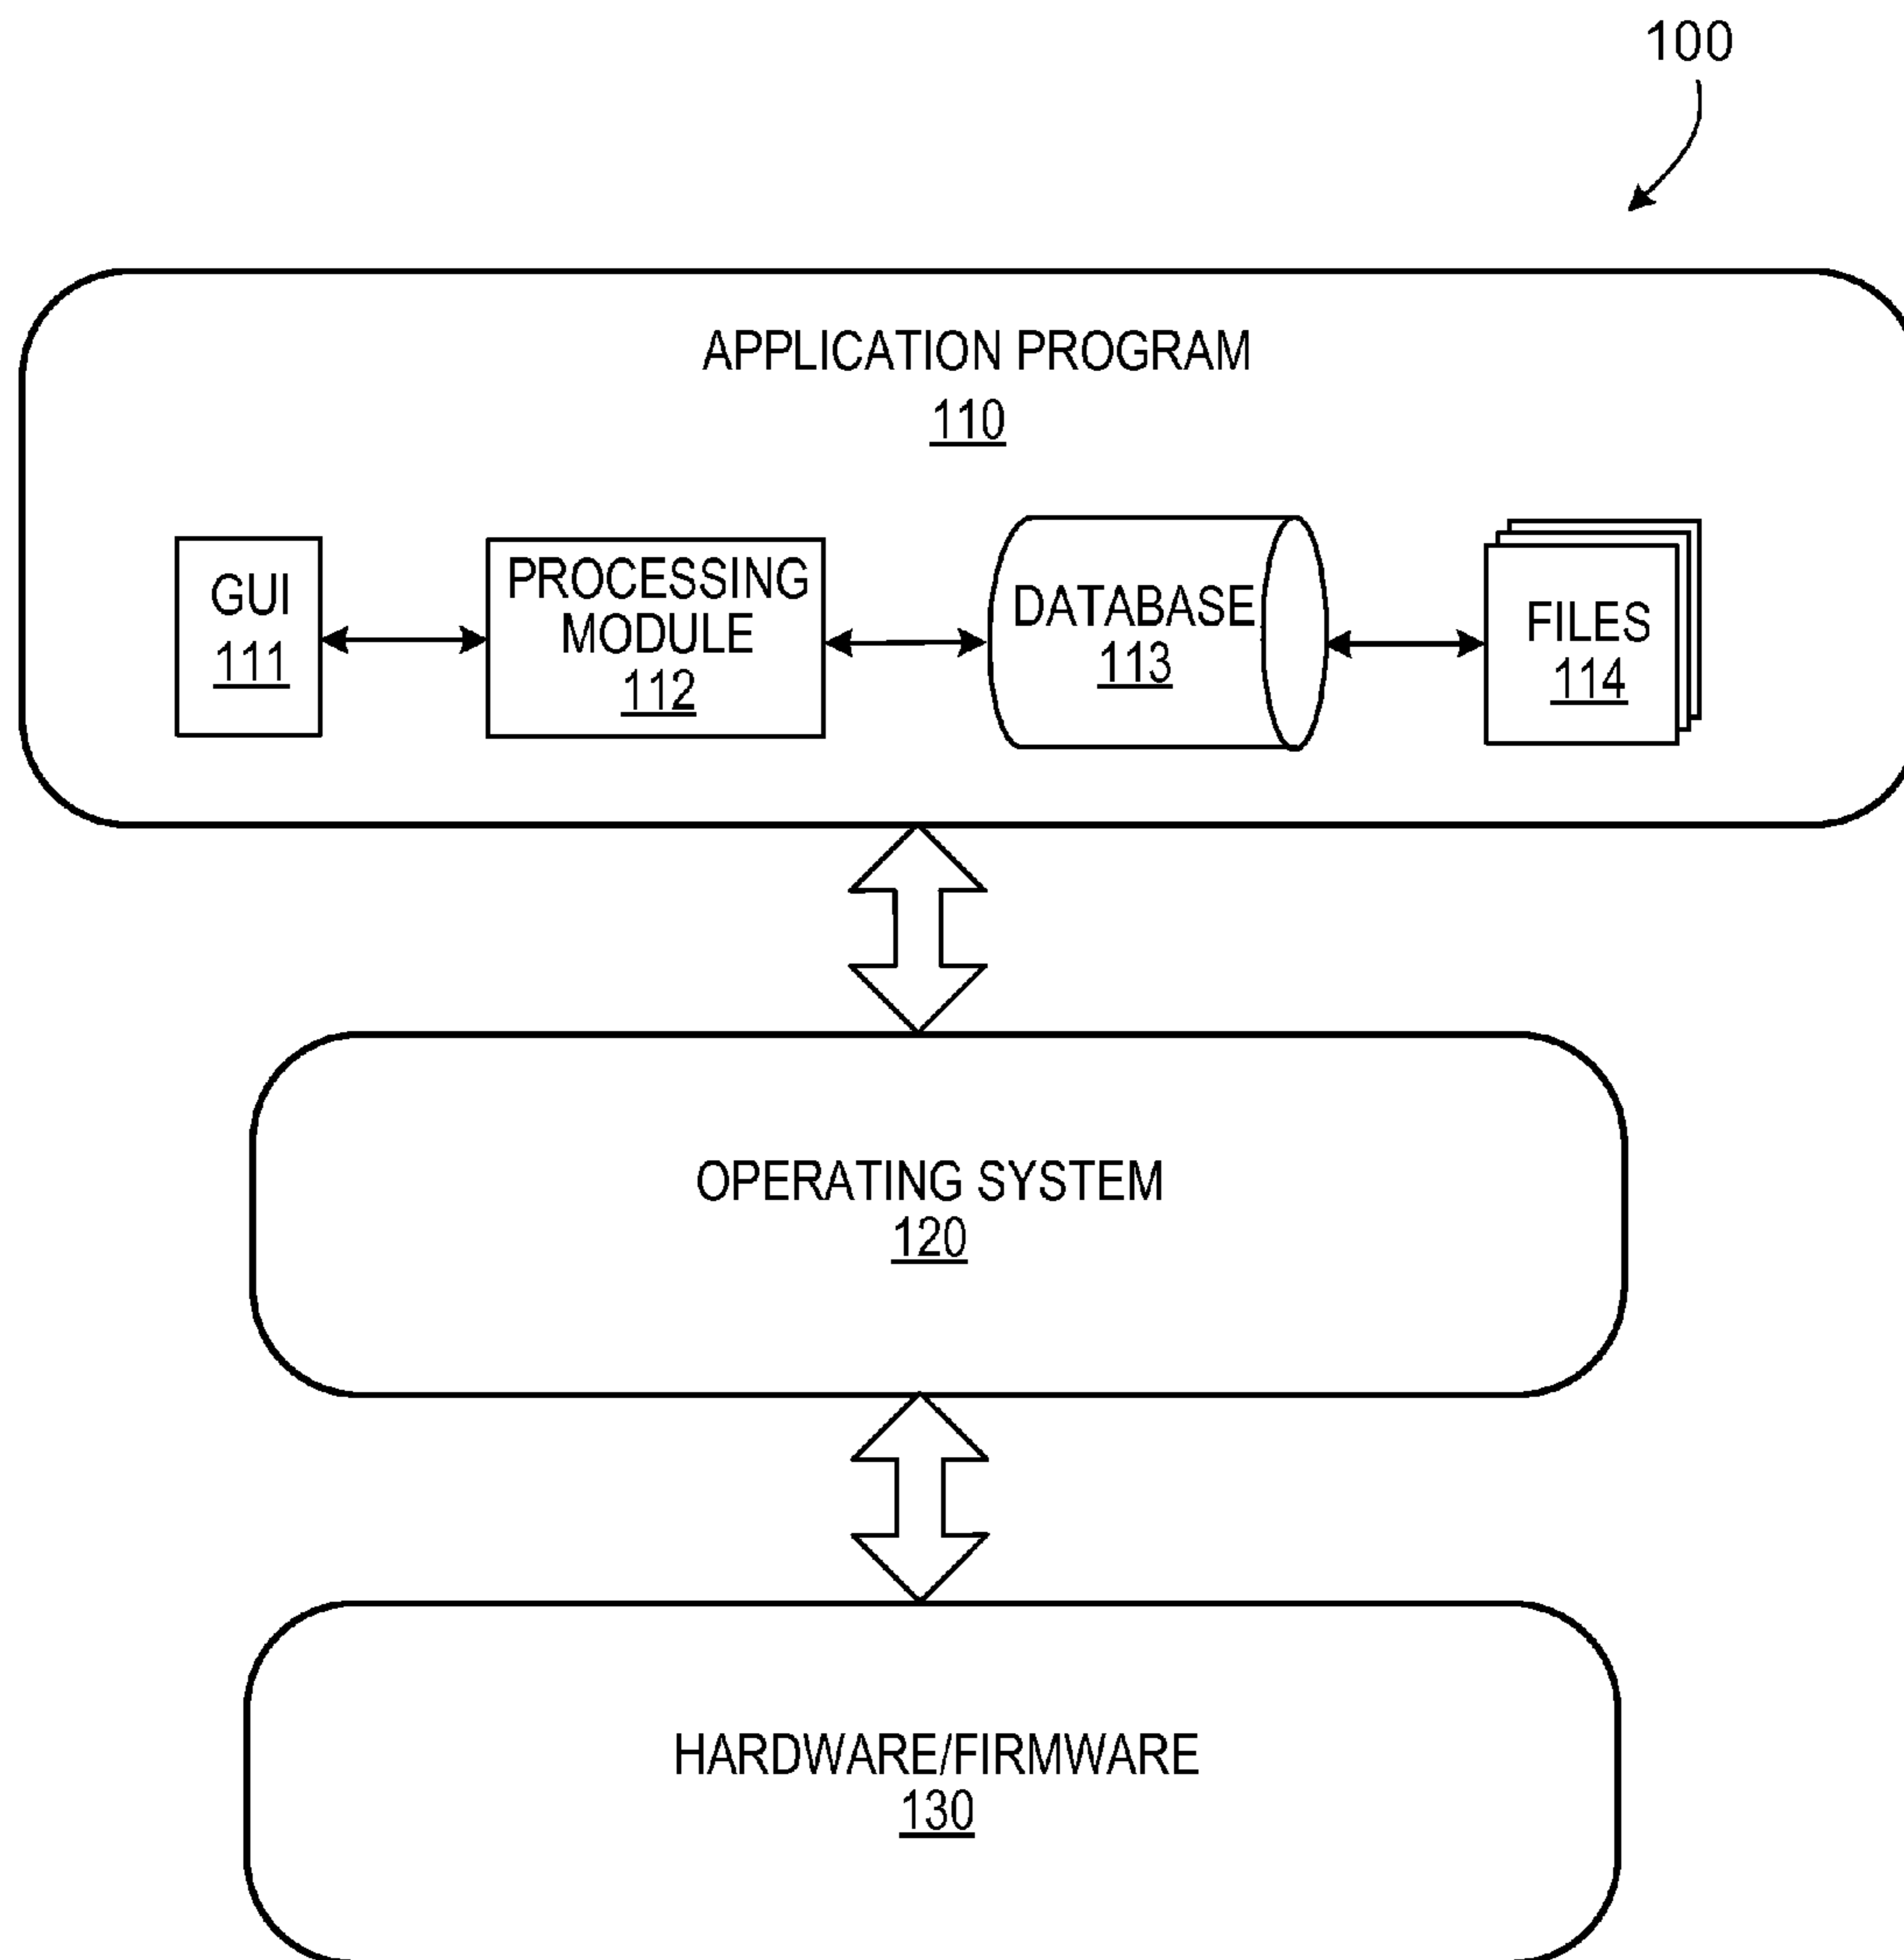 100
APPLICATION PROGRAM
110
GUI
111
PROCESSING
MODULE
112
DATABASE
113
FILES
114
OPERATING SYSTEM
120
HARDWARE/FIRMWARE
130